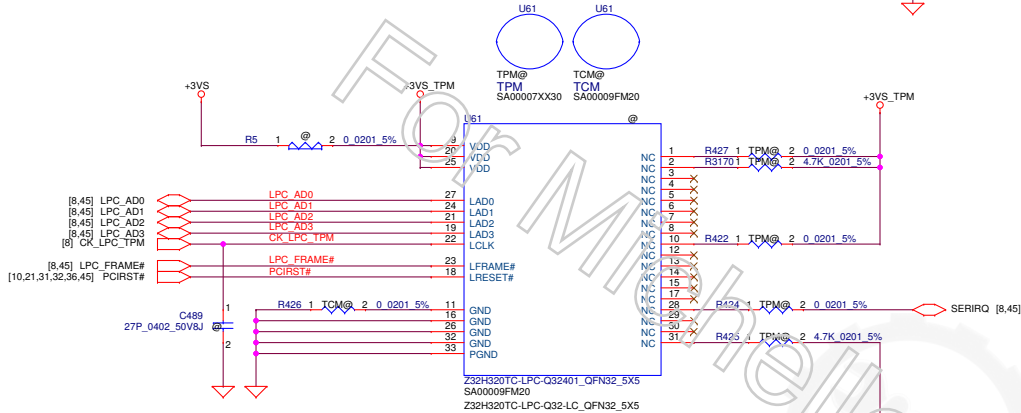 U61 U61
TPM@ TCM@
TPM TCM
SA00007XX30 SA00009FM20
+3VS +3VS_TPM +3VS_TPM
U61 @
R5 1 @ 2 0_0201_5% 9 VDD
20 VDD
25 VDD
NC 1 R427 1 TPM@ 2 0_0201_5%
NC 2 R3170 1 TPM@ 2 4.7K_0201_5%
NC 3
NC 4
NC 5
NC 6
NC 7
NC 8
NC 10 R422 1 TPM@ 2 0_0201_5%
NC 12
NC 13
NC 14
NC 15
NC 17
NC 28 R424 1 TPM@ 2 0_0201_5% SERIRQ [8,45]
NC 29
NC 30
NC 31 R425 1 TPM@ 2 4.7K_0201_5%
[8,45] LPC_AD0 LPC_AD0 27 LAD0
[8,45] LPC_AD1 LPC_AD1 24 LAD1
[8,45] LPC_AD2 LPC_AD2 21 LAD2
[8,45] LPC_AD3 LPC_AD3 19 LAD3
[8] CK_LPC_TPM CK_LPC_TPM 22 LCLK
[8,45] LPC_FRAME# LPC_FRAME# 23 LFRAME#
[10,21,31,32,36,45] PCIRST# PCIRST# 18 LRESET#
R426 1 TCM@ 2 0_0201_5% 11 GND
16 GND
26 GND
32 GND
33 PGND
1
C489
27P_0402_50V8J @
2
Z32H320TC-LPC-Q32401_QFN32_5X5
SA00009FM20
Z32H320TC-LPC-Q32-LC_QFN32_5X5
For Michell